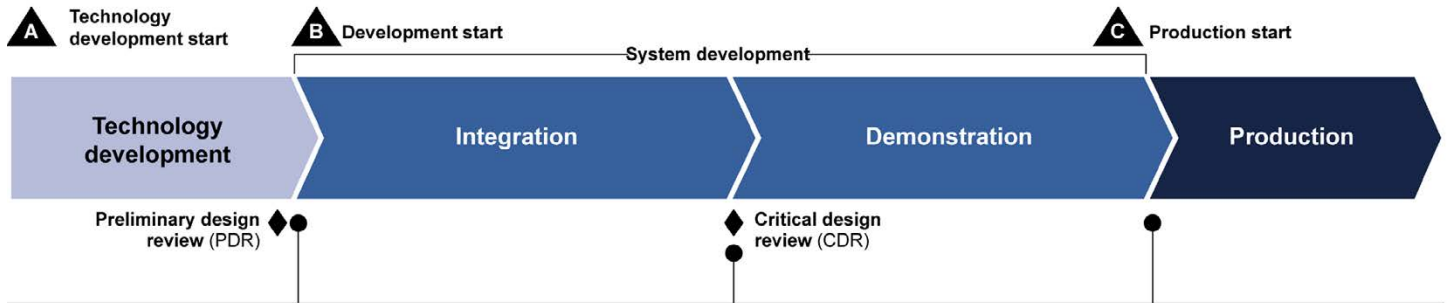 A
Technology
development start
B
Development start
C
Production start
System development
Technology
development
Integration
Demonstration
Production
Preliminary design
review (PDR)
Critical design
review (CDR)